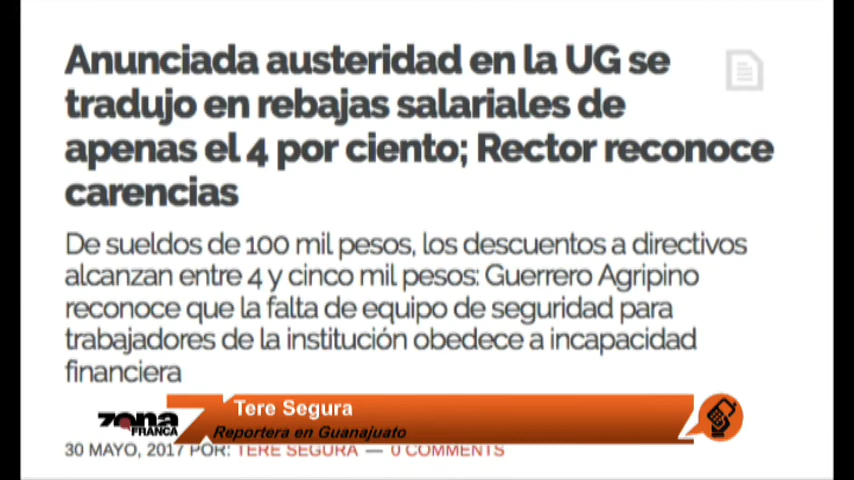 Anunciada austeridad en la UG se
tradujo en rebajas salariales de
apenas el 4 por ciento; Rector reconoce
carencias
De sueldos de 100 mil pesos, los descuentos a directivos
alcanzan entre 4 y cinco mil pesos: Guerrero Agripino
reconoce que la falta de equipo de seguridad para
trabajadores de la institución obedece a incapacidad
financiera
Tere Segura
zona
FRANCA
Reportera en Guanajuato
30 MAYO, 2017 POR: TERE SEGURA — 0 COMMENTS